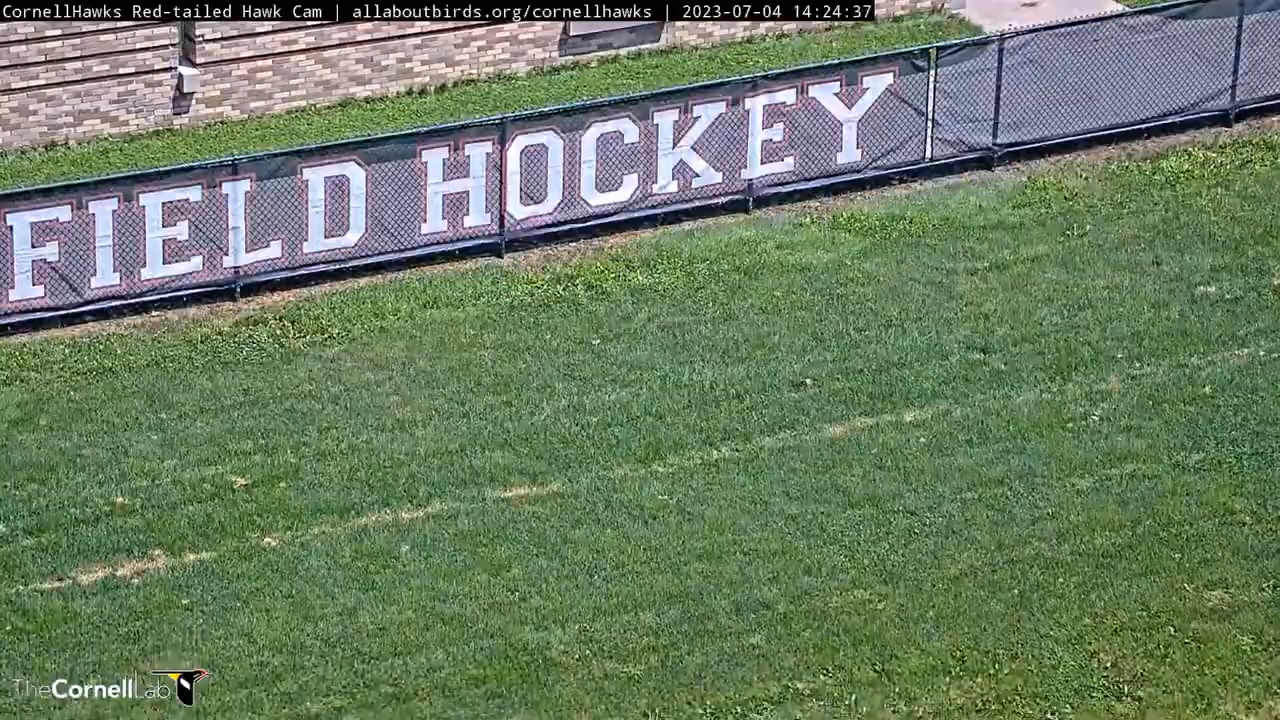 CornellHawks Red-tailed Hawk Cam | allaboutbirds.org/cornellhawks | 2023-07-04 14:24:37
FIELD HOCKEY
TheCornellLab